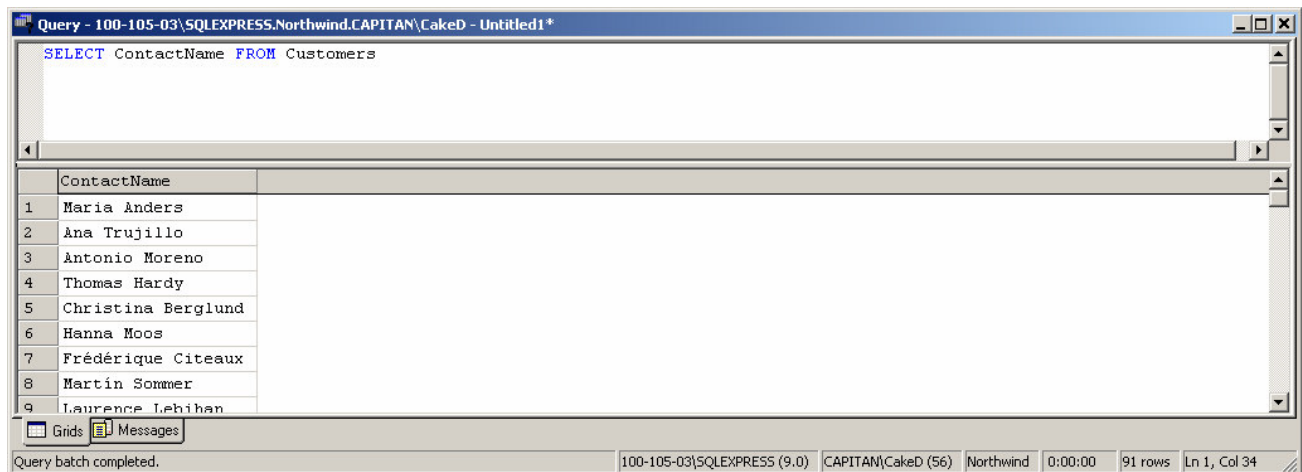 Query - 100-105-03\SQLEXPRESS.Northwind.CAPITAN\CakeD - Untitled1*
SELECT ContactName FROM Customers
ContactName
1 Maria Anders
2 Ana Trujillo
3 Antonio Moreno
4 Thomas Hardy
5 Christina Berglund
6 Hanna Moos
7 Frédérique Citeaux
8 Martín Sommer
9 Laurence Lebihan
Grids Messages
Query batch completed. 100-105-03\SQLEXPRESS (9.0) CAPITAN\CakeD (56) Northwind 0:00:00 91 rows Ln 1, Col 34